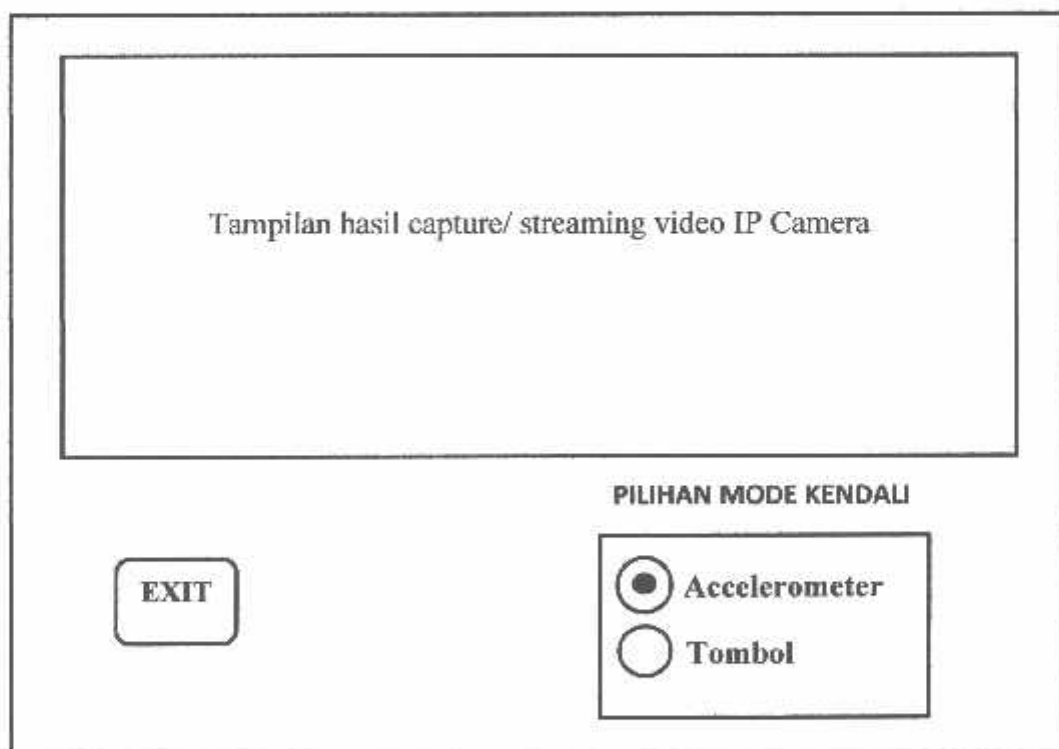 Tampilan hasil capture/ streaming video IP Camera
PILIHAN MODE KENDALI
EXIT
Accelerometer
Tombol